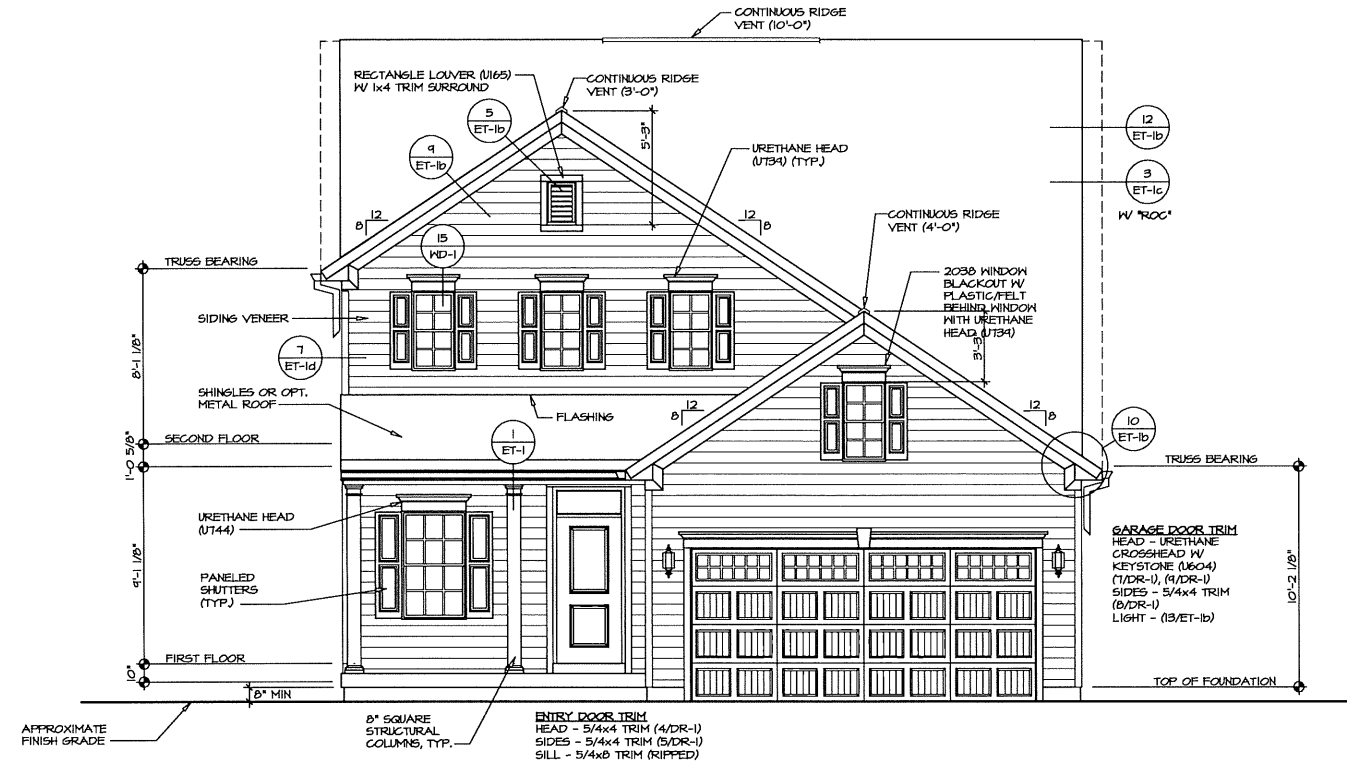 CONTINUOUS RIDGE
VENT (10'-0")
RECTANGLE LOUVER (U165)
W/ 1x4 TRIM SURROUND
CONTINUOUS RIDGE
VENT (3'-0")
5
ET-1b
9
ET-1b
5'-3"
URETHANE HEAD
(U739) (TYP.)
12
ET-1b
3
ET-1c
W/ "ROC"
12
8
12
8
CONTINUOUS RIDGE
VENT (4'-0")
15
WD-1
TRUSS BEARING
2038 WINDOW
BLACKOUT W/
PLASTIC/FELT
BEHIND WINDOW
WITH URETHANE
HEAD (U739)
3'-3"
SIDING VENEER
7
ET-1d
8'-1 1/8"
SHINGLES OR OPT.
METAL ROOF
FLASHING
12
8
12
8
10
ET-1b
SECOND FLOOR
1
ET-1
1'-0 5/8"
TRUSS BEARING
URETHANE HEAD
(U744)
9'-1 1/8"
PANELED
SHUTTERS
(TYP.)
GARAGE DOOR TRIM
HEAD - URETHANE
CROSSHEAD W/
KEYSTONE (U604)
(7/DR-1), (9/DR-1)
SIDES - 5/4x4 TRIM
(8/DR-1)
LIGHT - (13/ET-1b)
10'-2 1/8"
FIRST FLOOR
10"
8" MIN
TOP OF FOUNDATION
APPROXIMATE
FINISH GRADE
8" SQUARE
STRUCTURAL
COLUMNS, TYP.
ENTRY DOOR TRIM
HEAD - 5/4x4 TRIM (4/DR-1)
SIDES - 5/4x4 TRIM (5/DR-1)
SILL - 5/4x8 TRIM (RIPPED)